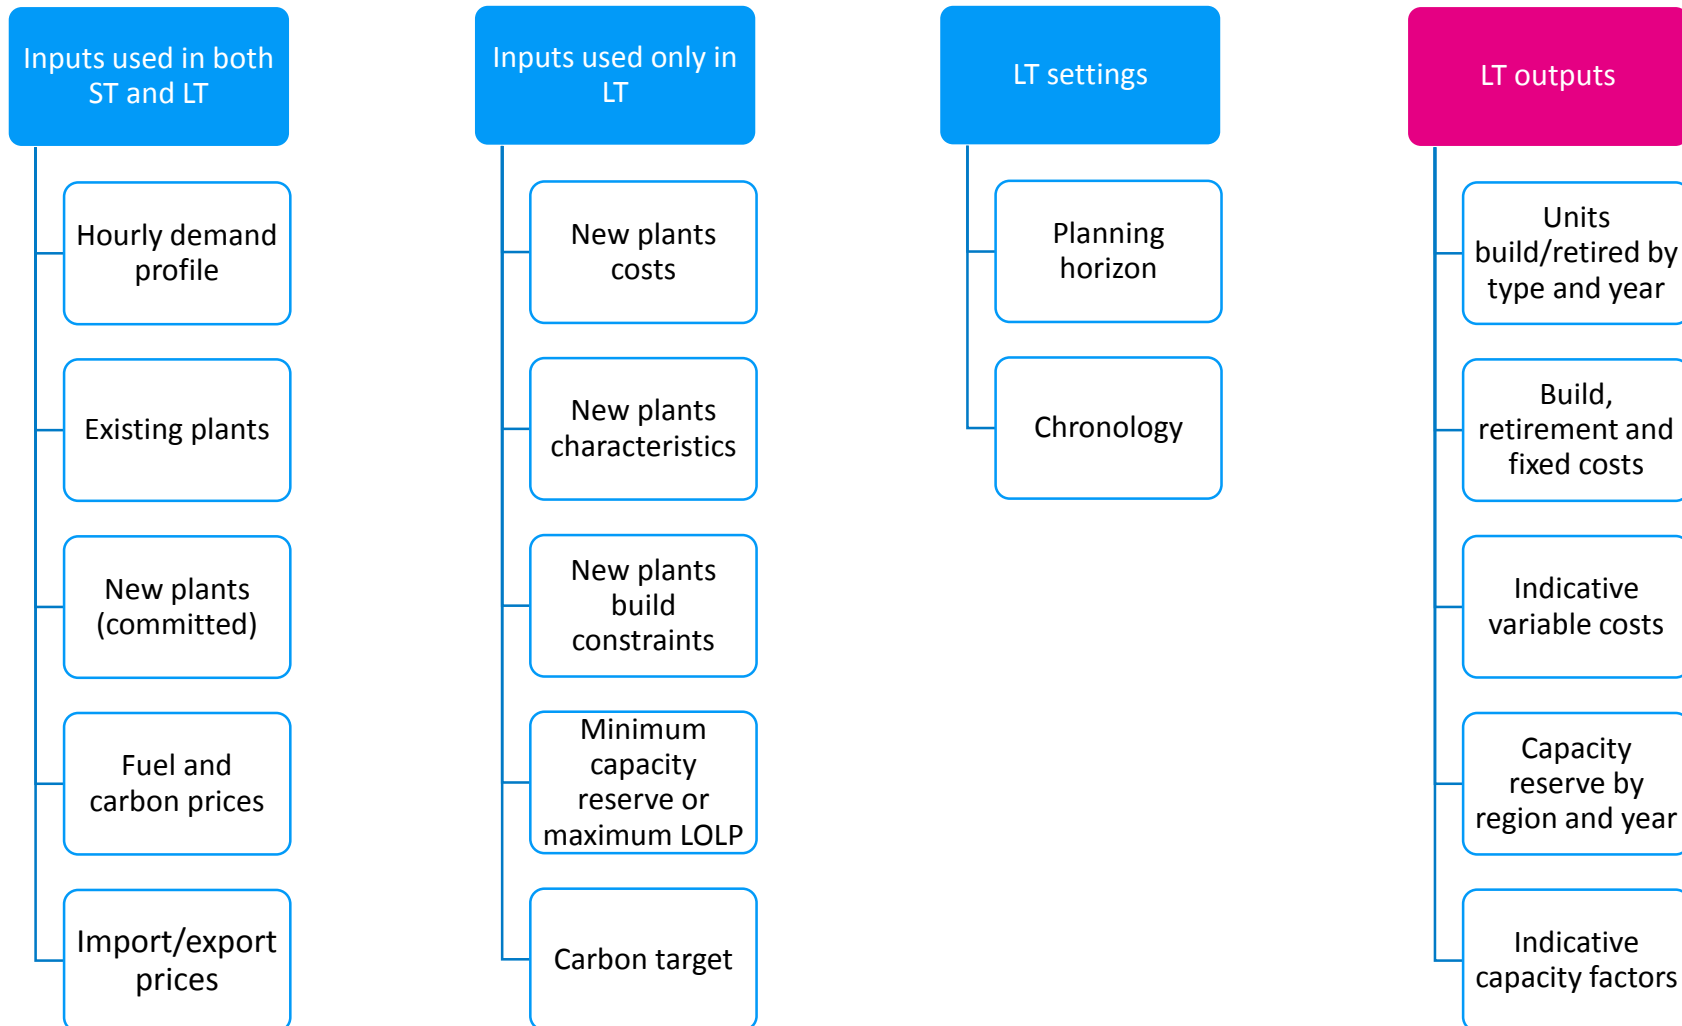 Inputs used in both
ST and LT
Hourly demand
profile
Existing plants
New plants
(committed)
Fuel and
carbon prices
Import/export
prices
Inputs used only in
LT
New plants
costs
New plants
characteristics
New plants
build
constraints
Minimum
capacity
reserve or
maximum LOLP
Carbon target
LT settings
Planning
horizon
Chronology
LT outputs
Units
build/retired by
type and year
Build,
retirement and
fixed costs
Indicative
variable costs
Capacity
reserve by
region and year
Indicative
capacity factors